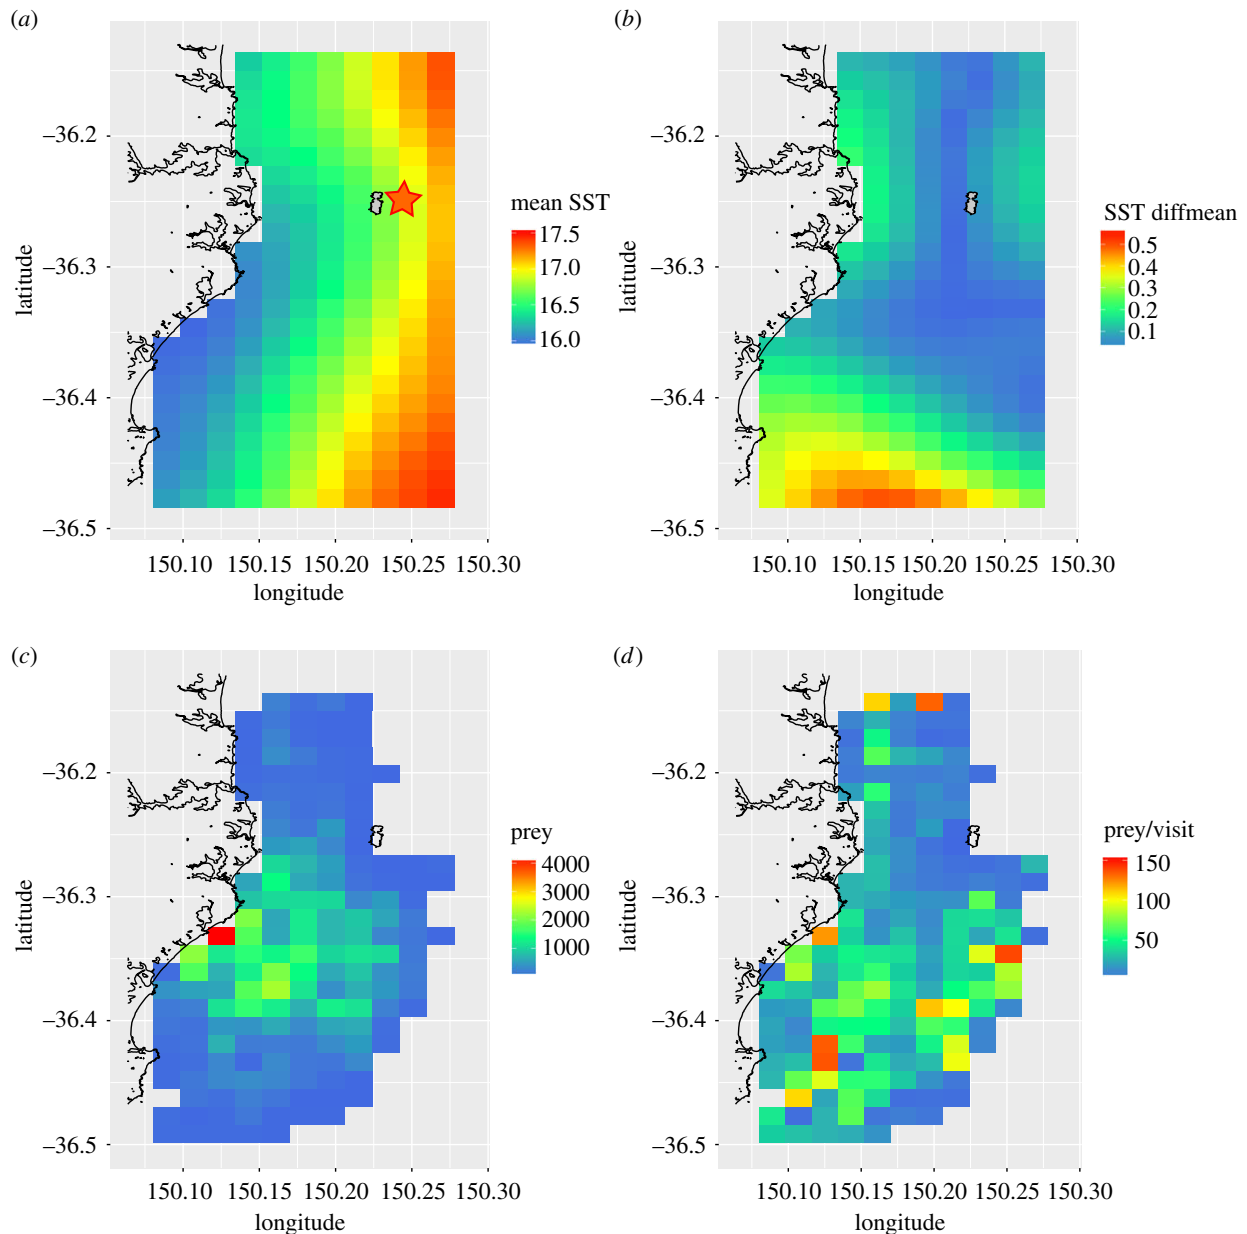 (a)
latitude
−36.2
−36.3
−36.4
−36.5
150.10 150.15 150.20 150.25 150.30
longitude
mean SST
17.5
17.0
16.5
16.0
(b)
latitude
−36.2
−36.3
−36.4
−36.5
150.10 150.15 150.20 150.25 150.30
longitude
SST diffmean
0.5
0.4
0.3
0.2
0.1
(c)
latitude
−36.2
−36.3
−36.4
−36.5
150.10 150.15 150.20 150.25 150.30
longitude
prey
4000
3000
2000
1000
(d)
latitude
−36.2
−36.3
−36.4
−36.5
150.10 150.15 150.20 150.25 150.30
longitude
prey/visit
150
100
50